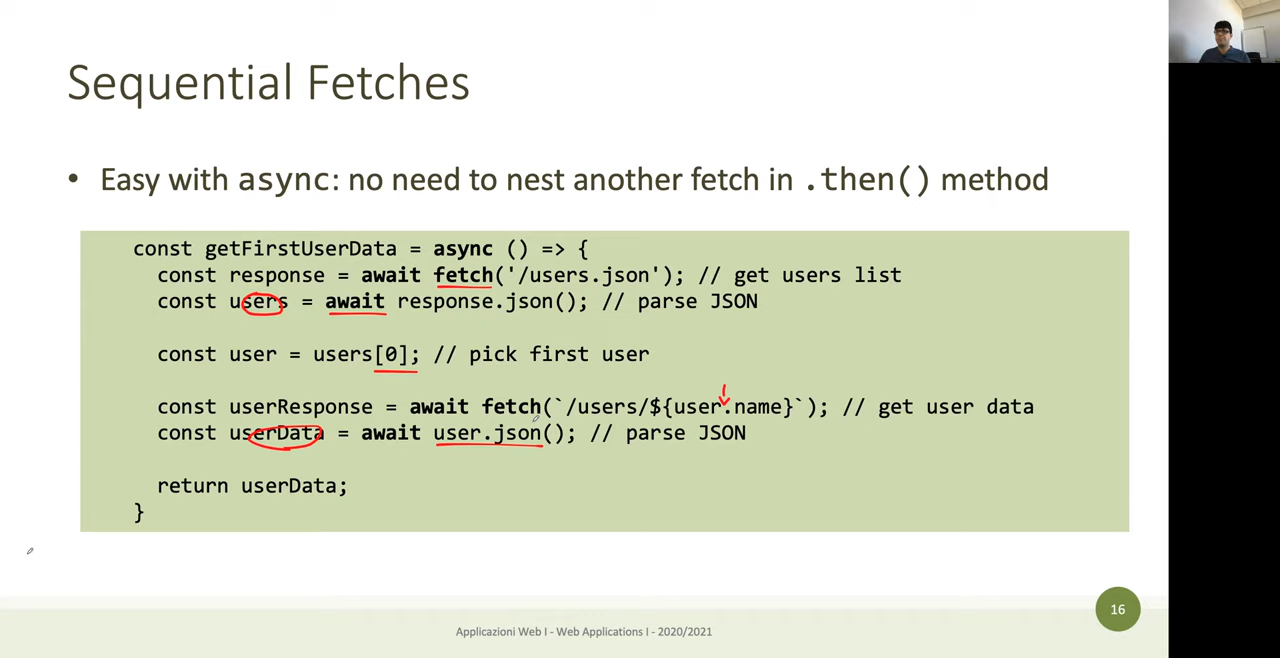 Sequential Fetches
• Easy with async: no need to nest another fetch in .then() method
const getFirstUserData = async () => {
const response = await fetch('/users.json'); // get users list
const users = await response.json(); // parse JSON
const user = users[0]; // pick first user
const userResponse = await fetch(`/users/${user.name}`); // get user data
const userData = await user.json(); // parse JSON
return userData;
}
16
Applicazioni Web I - Web Applications I - 2020/2021